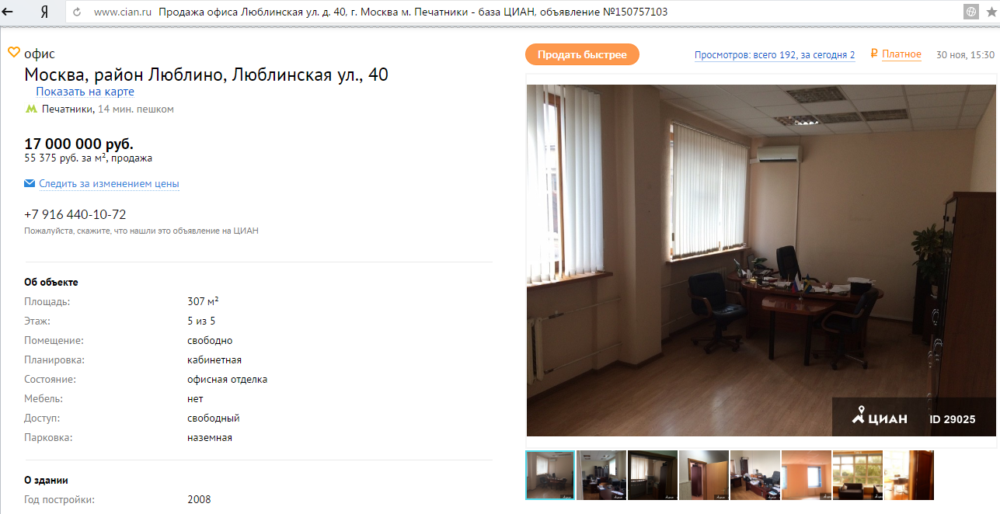 Я
www.cian.ru Продажа офиса Люблинская ул. д. 40, г. Москва м. Печатники - база ЦИАН, объявление №150757103
офис
Москва, район Люблино, Люблинская ул., 40
Показать на карте
Печатники, 14 мин. пешком
17 000 000 руб.
55 375 руб. за м², продажа
Следить за изменением цены
+7 916 440-10-72
Пожалуйста, скажите, что нашли это объявление на ЦИАН
Об объекте
Площадь: 307 м²
Этаж: 5 из 5
Помещение: свободно
Планировка: кабинетная
Состояние: офисная отделка
Мебель: нет
Доступ: свободный
Парковка: наземная
О здании
Год постройки: 2008
Продать быстрее
Просмотров: всего 192, за сегодня 2
₽ Платное
30 ноя, 15:30
ЦИАН ID 29025